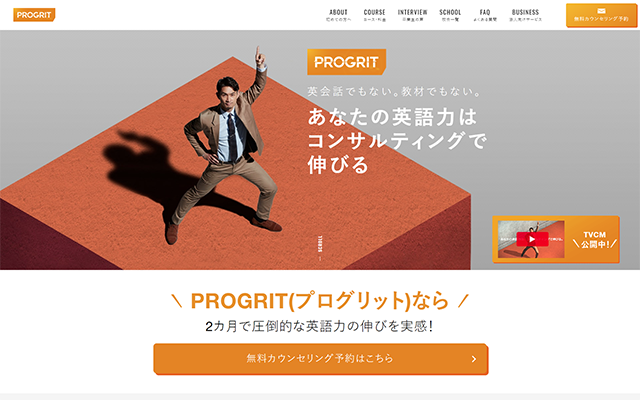 PROGRIT
ABOUT
初めての方へ
COURSE
コース・料金
INTERVIEW
卒業生の声
SCHOOL
校舎一覧
FAQ
よくある質問
BUSINESS
法人向けサービス
無料カウンセリング予約
PROGRIT
英会話でもない。教材でもない。
あなたの英語力は
コンサルティングで
伸びる
SCROLL
TVCM
公開中!
PROGRIT(プログリット)なら
2カ月で圧倒的な英語力の伸びを実感!
無料カウンセリング予約はこちら